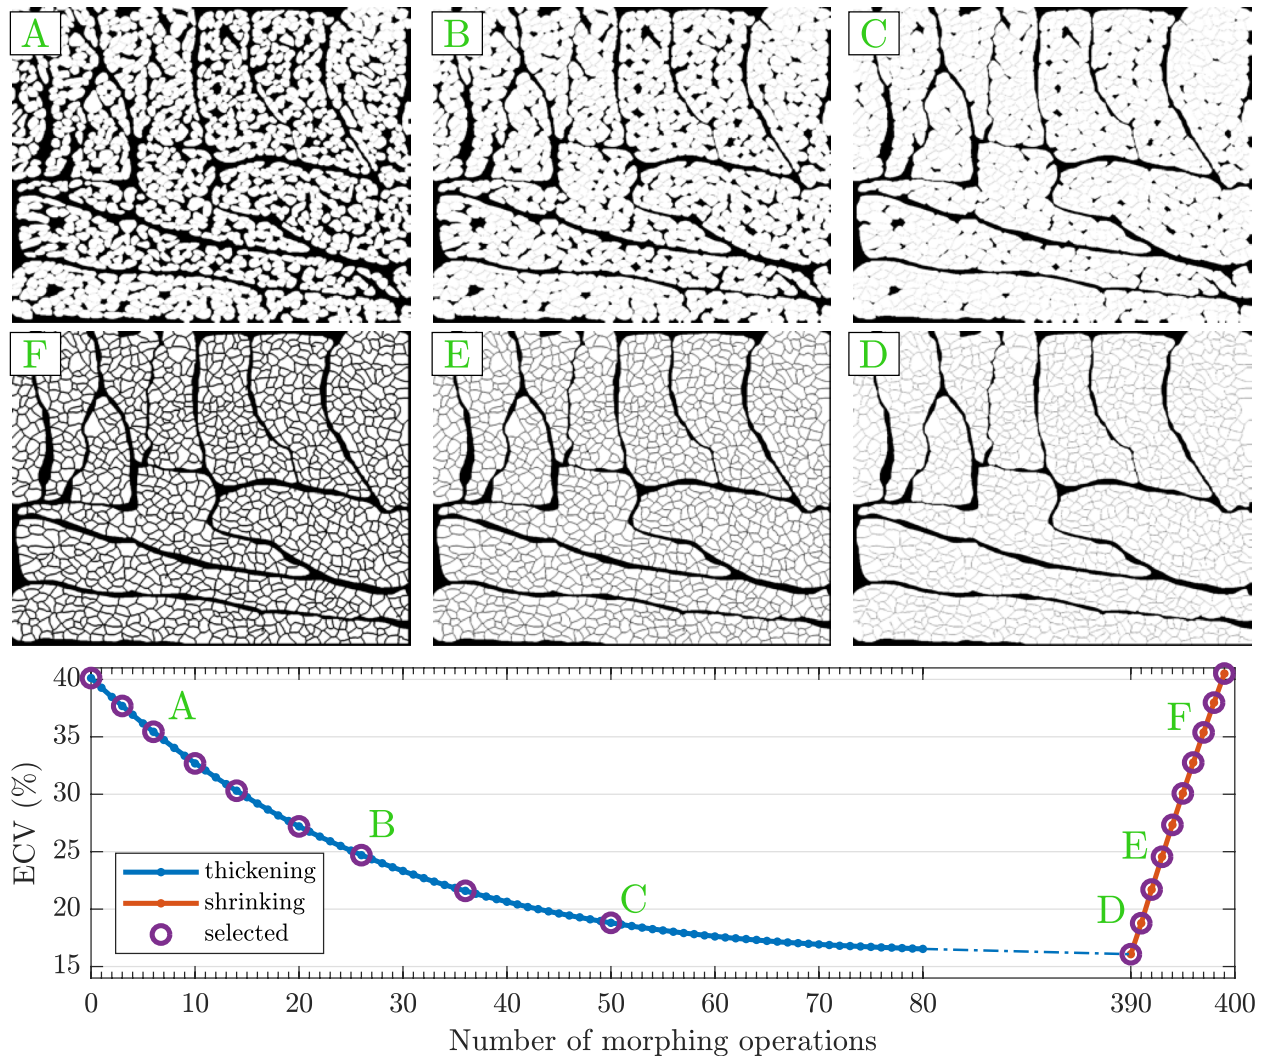 A
B
C
F
E
D
40
35
30
25
20
15
ECV (%)
A
B
C
D
E
F
thickening
shrinking
selected
0 10 20 30 40 50 60 70 80 390 400
Number of morphing operations